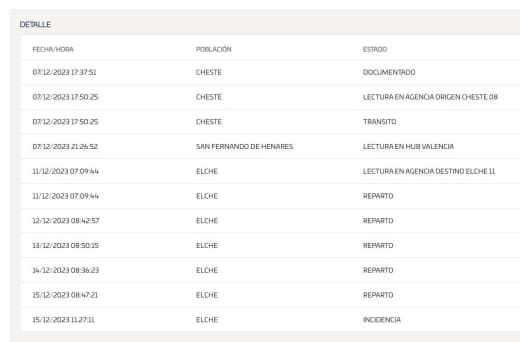 DETALLE
FECHA/HORA POBLACIÓN ESTADO
07/12/2023 17:37:51 CHESTE DOCUMENTADO
07/12/2023 17:50:25 CHESTE LECTURA EN AGENCIA ORIGEN CHESTE 08
07/12/2023 17:50:25 CHESTE TRANSITO
07/12/2023 21:26:52 SAN FERNANDO DE HENARES LECTURA EN HUB VALENCIA
11/12/2023 07:09:44 ELCHE LECTURA EN AGENCIA DESTINO ELCHE 11
11/12/2023 07:09:44 ELCHE REPARTO
12/12/2023 08:42:57 ELCHE REPARTO
13/12/2023 08:50:15 ELCHE REPARTO
14/12/2023 08:36:23 ELCHE REPARTO
15/12/2023 08:47:21 ELCHE REPARTO
15/12/2023 11:27:11 ELCHE INCIDENCIA